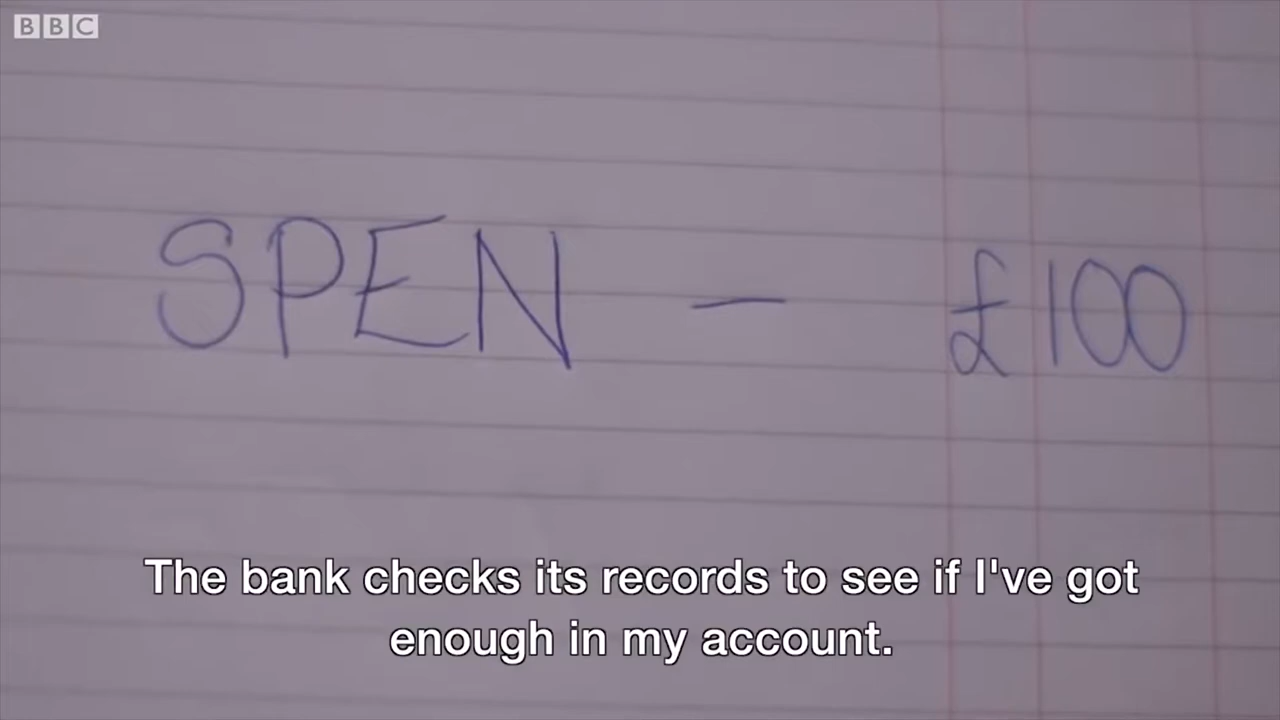 BBC
SPEN - £100
The bank checks its records to see if I've got
enough in my account.